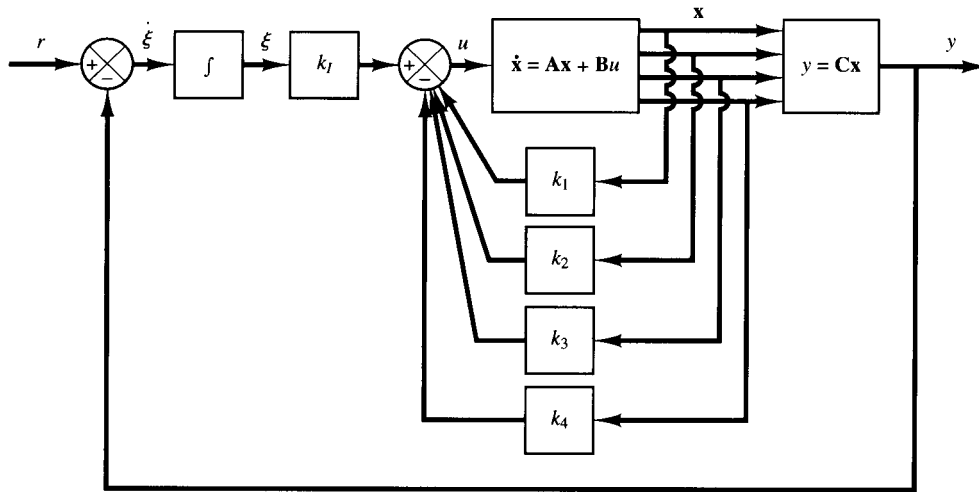 r
+
−
ξ̇
∫
ξ
k_I
+
−
u
ẋ = Ax + Bu
x
y = Cx
y
k₁
k₂
k₃
k₄